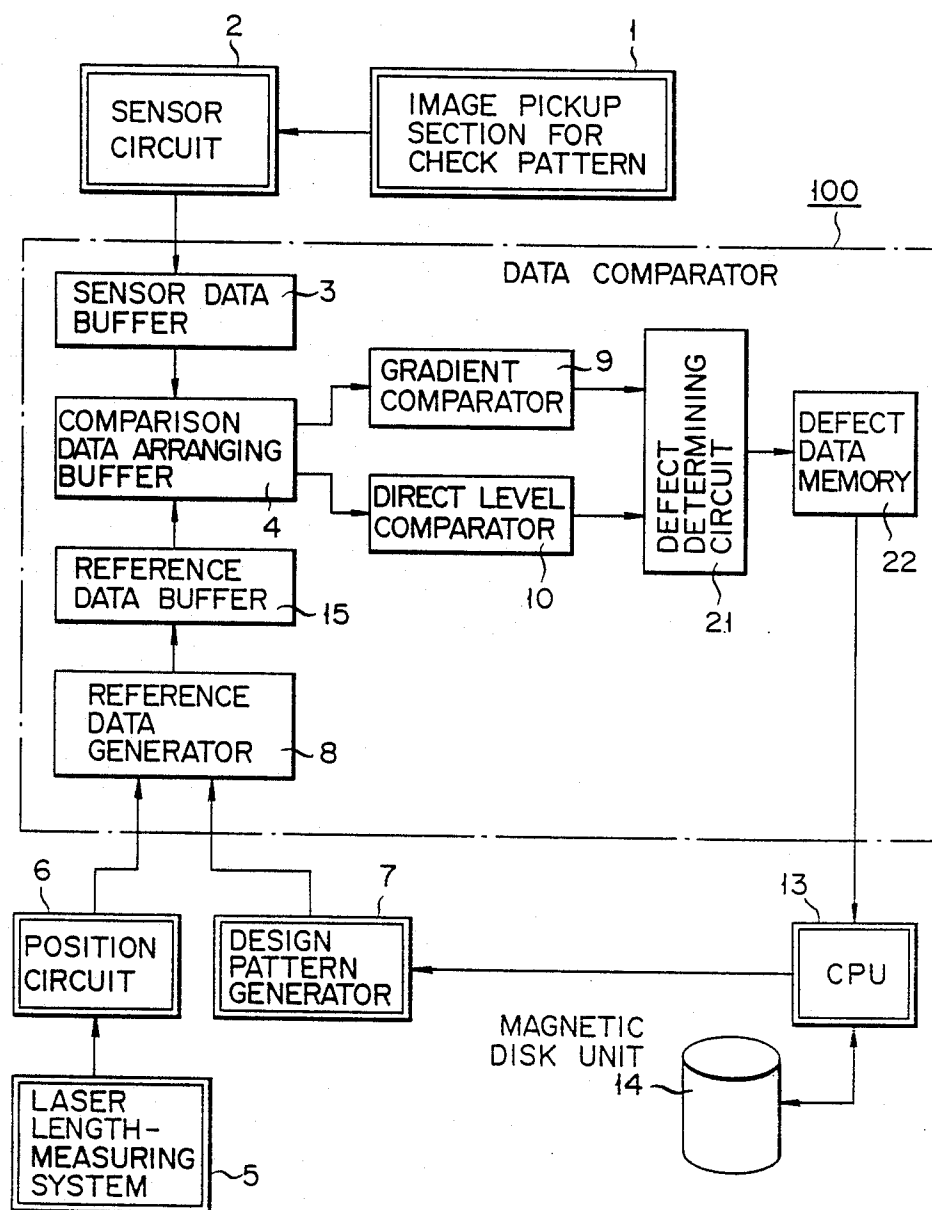 2
1
SENSOR
CIRCUIT
IMAGE PICKUP
SECTION FOR
CHECK PATTERN
100
DATA COMPARATOR
SENSOR DATA
BUFFER
3
COMPARISON
DATA ARRANGING
BUFFER
4
GRADIENT
COMPARATOR
9
DIRECT LEVEL
COMPARATOR
10
DEFECT
DETERMINING
CIRCUIT
21
DEFECT
DATA
MEMORY
22
REFERENCE
DATA BUFFER
15
REFERENCE
DATA
GENERATOR
8
6
POSITION
CIRCUIT
7
DESIGN
PATTERN
GENERATOR
13
CPU
MAGNETIC
DISK UNIT
14
LASER
LENGTH-
MEASURING
SYSTEM
5